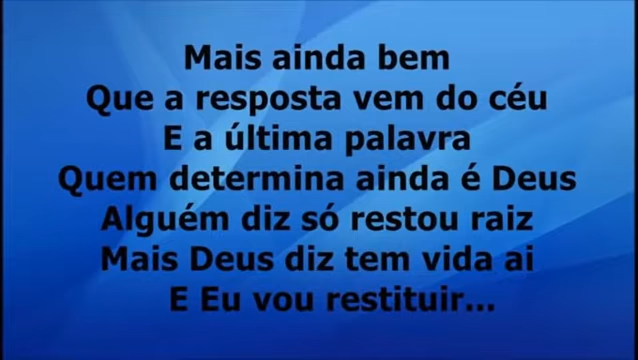 Mais ainda bem
Que a resposta vem do céu
E a última palavra
Quem determina ainda é Deus
Alguém diz só restou raiz
Mais Deus diz tem vida ai
E Eu vou restituir...